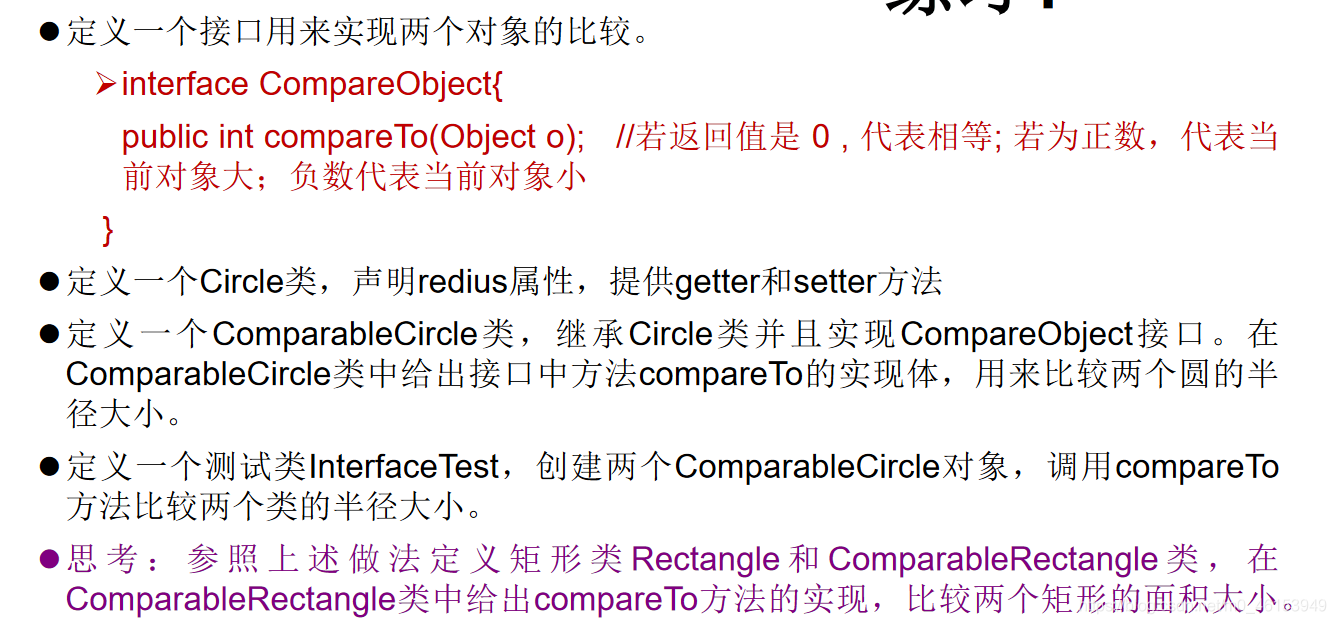 ●定义一个接口用来实现两个对象的比较。
➢interface CompareObject{
public int compareTo(Object o); //若返回值是 0 , 代表相等; 若为正数，代表当
前对象大；负数代表当前对象小
}
●定义一个Circle类，声明redius属性，提供getter和setter方法
●定义一个ComparableCircle类，继承Circle类并且实现CompareObject接口。在
ComparableCircle类中给出接口中方法compareTo的实现体，用来比较两个圆的半
径大小。
●定义一个测试类InterfaceTest，创建两个ComparableCircle对象，调用compareTo
方法比较两个类的半径大小。
●思考：参照上述做法定义矩形类Rectangle和ComparableRectangle类，在
ComparableRectangle类中给出compareTo方法的实现，比较两个矩形的面积大小。